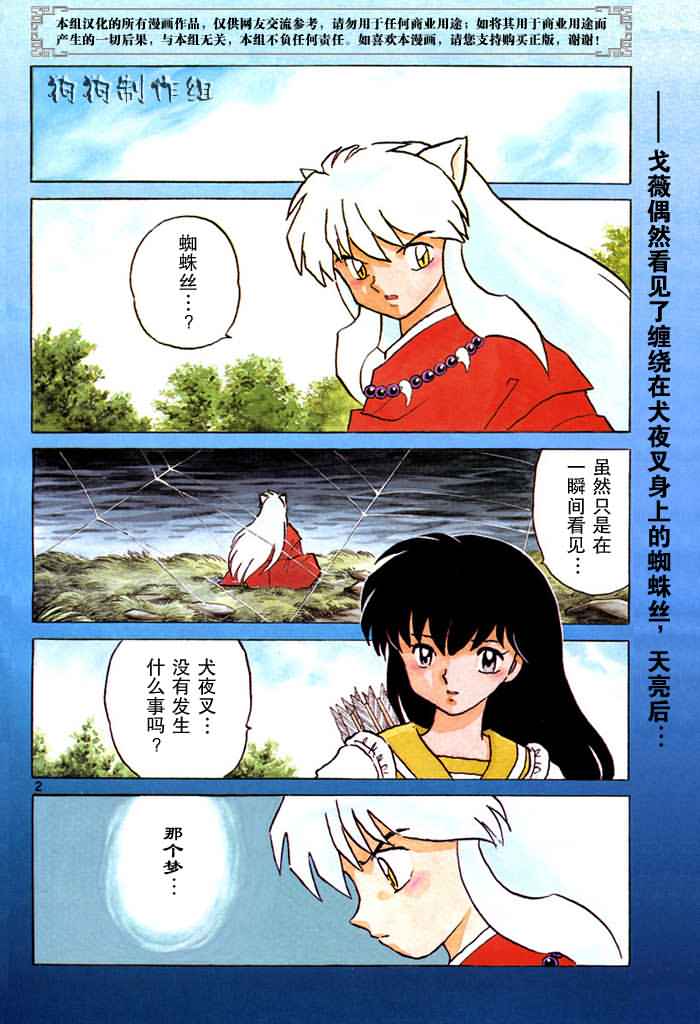 本组汉化的所有漫画作品，仅供网友交流参考，请勿用于任何商业用途；如将其用于商业用途而
产生的一切后果，与本组无关，本组不负任何责任。如喜欢本漫画，请您支持购买正版，谢谢！
狗狗制作组
——戈薇偶然看见了缠绕在犬夜叉身上的蜘蛛丝，天亮后…
蜘蛛丝…？
虽然只是在
一瞬间看见…
犬夜叉…
没有发生
什么事吗？
2
那个梦…